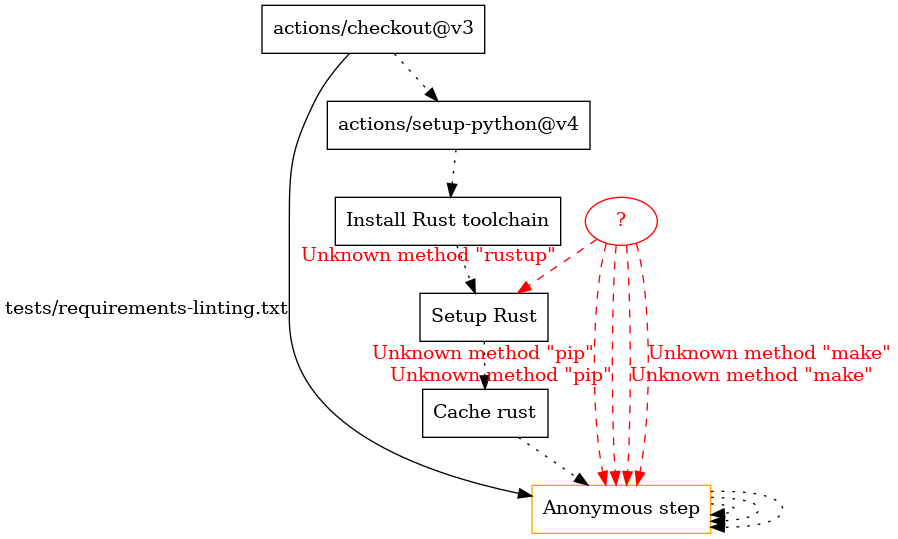 actions/checkout@v3
actions/setup-python@v4
Install Rust toolchain
?
Unknown method "rustup"
tests/requirements-linting.txt
Setup Rust
Unknown method "pip"
Unknown method "make"
Unknown method "pip"
Unknown method "make"
Cache rust
Anonymous step